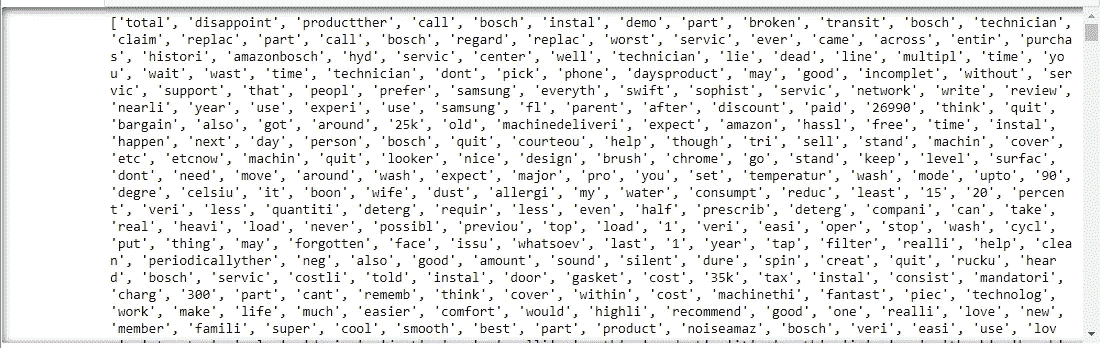 ['total', 'disappoint', 'productther', 'call', 'bosch', 'instal', 'demo', 'part', 'broken', 'transit', 'bosch', 'technician',
'claim', 'replac', 'part', 'call', 'bosch', 'regard', 'replac', 'worst', 'servic', 'ever', 'came', 'across', 'entir', 'purcha
s', 'histori', 'amazonbosch', 'hyd', 'servic', 'center', 'well', 'technician', 'lie', 'dead', 'line', 'multipl', 'time', 'yo
u', 'wait', 'wast', 'time', 'technician', 'dont', 'pick', 'phone', 'daysproduct', 'may', 'good', 'incomplet', 'without', 'ser
vic', 'support', 'that', 'peopl', 'prefer', 'samsung', 'everyth', 'swift', 'sophist', 'servic', 'network', 'write', 'review',
'nearli', 'year', 'use', 'experi', 'use', 'samsung', 'fl', 'parent', 'after', 'discount', 'paid', '26990', 'think', 'quit',
'bargain', 'also', 'got', 'around', '25k', 'old', 'machinedeliveri', 'expect', 'amazon', 'hassl', 'free', 'time', 'instal',
'happen', 'next', 'day', 'person', 'bosch', 'quit', 'courteou', 'help', 'though', 'tri', 'sell', 'stand', 'machin', 'cover',
'etc', 'etcnow', 'machin', 'quit', 'looker', 'nice', 'design', 'brush', 'chrome', 'go', 'stand', 'keep', 'level', 'surfac',
'dont', 'need', 'move', 'around', 'wash', 'expect', 'major', 'pro', 'you', 'set', 'temperatur', 'wash', 'mode', 'upto', '90',
'degre', 'celsiu', 'it', 'boon', 'wife', 'dust', 'allergi', 'my', 'water', 'consumpt', 'reduc', 'least', '15', '20', 'percen
t', 'veri', 'less', 'quantiti', 'deterg', 'requir', 'less', 'even', 'half', 'prescrib', 'deterg', 'compani', 'can', 'take',
'real', 'heavi', 'load', 'never', 'possibl', 'previou', 'top', 'load', '1', 'veri', 'easi', 'oper', 'stop', 'wash', 'cycl',
'put', 'thing', 'may', 'forgotten', 'face', 'issu', 'whatsoev', 'last', '1', 'year', 'tap', 'filter', 'realli', 'help', 'clea
n', 'periodicallyther', 'neg', 'also', 'good', 'amount', 'sound', 'silent', 'dure', 'spin', 'creat', 'quit', 'rucku', 'hear
d', 'bosch', 'servic', 'costli', 'told', 'instal', 'door', 'gasket', 'cost', '35k', 'tax', 'instal', 'consist', 'mandatori',
'charg', '300', 'part', 'cant', 'rememb', 'think', 'cover', 'within', 'cost', 'machinethi', 'fantast', 'piec', 'technolog',
'work', 'make', 'life', 'much', 'easier', 'comfort', 'would', 'highli', 'recommend', 'good', 'one', 'realli', 'love', 'new',
'member', 'famili', 'super', 'cool', 'smooth', 'best', 'part', 'product', 'noiseamaz', 'bosch', 'veri', 'easi', 'use', 'lov